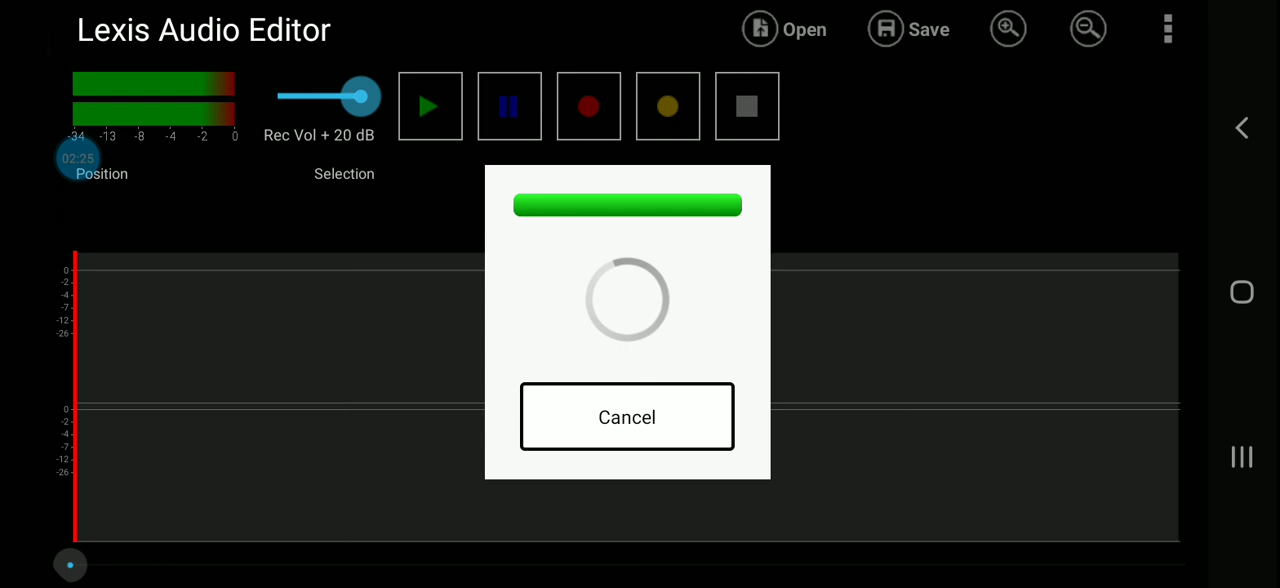 Lexis Audio Editor
Open
Save
-34 -13 -8 -4 -2 0
Rec Vol + 20 dB
02:25
Position
Selection
0
-2
-4
-7
-12
-26
0
-2
-4
-7
-12
-26
Cancel